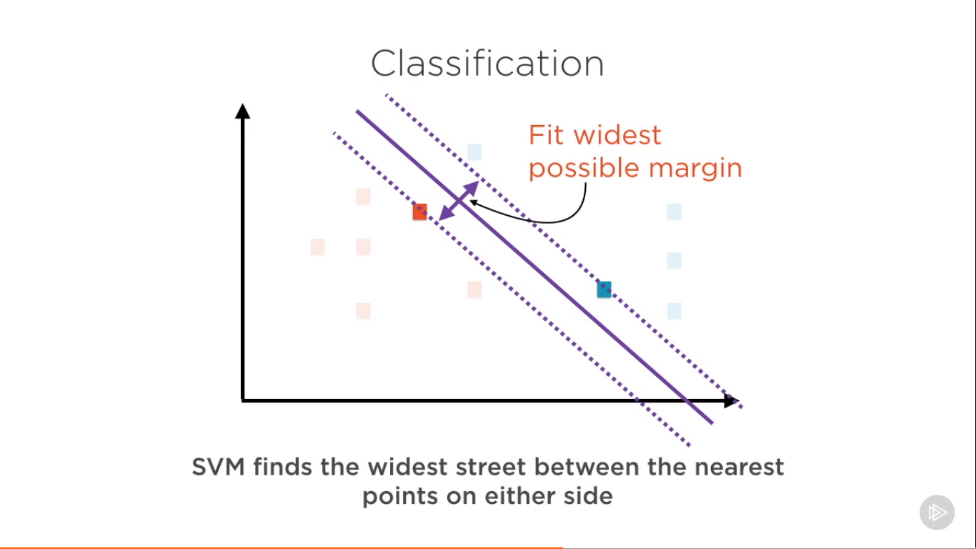 Classification
Fit widest
possible margin
SVM finds the widest street between the nearest
points on either side